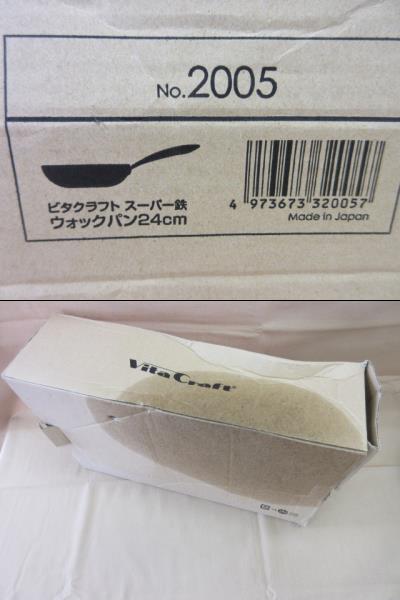 No.2005
ビタクラフト スーパー鉄
ウォックパン24cm
4 973673 320057
Made in Japan
Vita Craft®